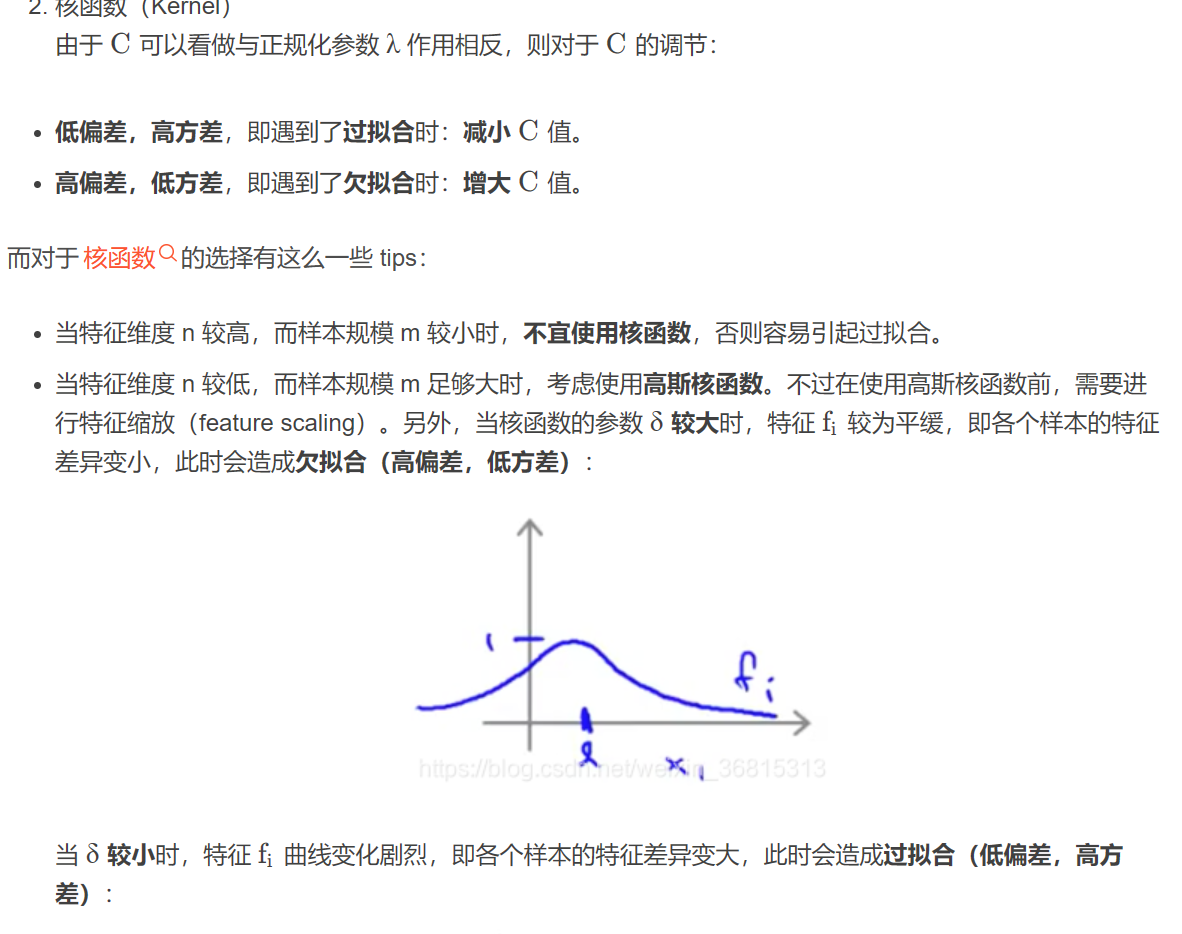 2. 核函数（Kernel）
由于 C 可以看做与正规化参数 λ 作用相反，则对于 C 的调节：
• 低偏差，高方差，即遇到了过拟合时：减小 C 值。
• 高偏差，低方差，即遇到了欠拟合时：增大 C 值。
而对于 核函数 的选择有这么一些 tips：
• 当特征维度 n 较高，而样本规模 m 较小时，不宜使用核函数，否则容易引起过拟合。
• 当特征维度 n 较低，而样本规模 m 足够大时，考虑使用高斯核函数。不过在使用高斯核函数前，需要进
行特征缩放（feature scaling）。另外，当核函数的参数 δ 较大时，特征 fi 较为平缓，即各个样本的特征
差异变小，此时会造成欠拟合（高偏差，低方差）：
1
fi
2
x1
https://blog.csdn.net/weixin_36815313
当 δ 较小时，特征 fi 曲线变化剧烈，即各个样本的特征差异变大，此时会造成过拟合（低偏差，高方
差）：